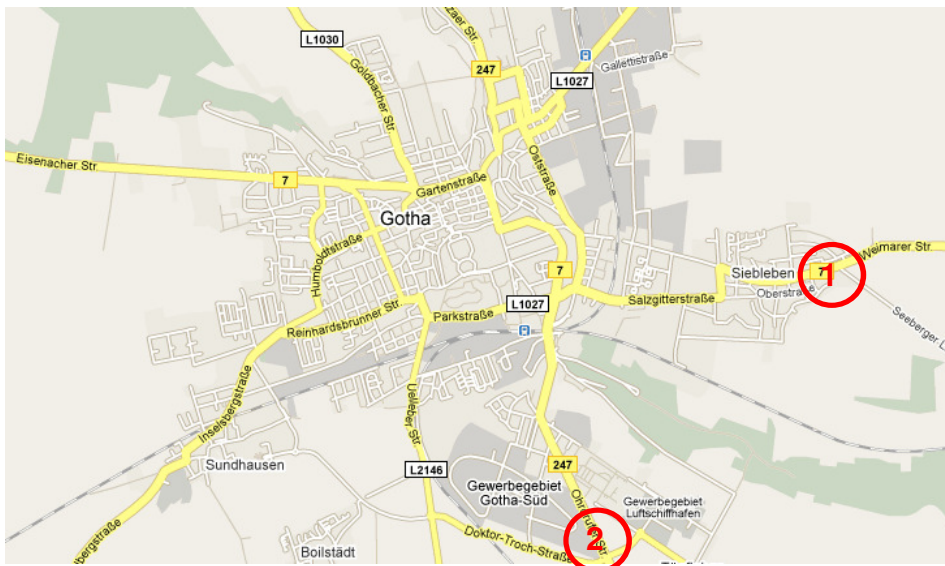 L1030
247
Goldbacher Str.
L1027
Gallettistraße
Eisenacher Str.
7
Gartenstraße
Oststraße
Gotha
Humboldtstraße
7
Siebleben
7
1
Weimarer Str.
Oberstraße
Salzgitterstraße
L1027
Parkstraße
Reinhardsbrunner Str.
Seeberger L
Inselsbergstraße
Uelleber Str.
Sundhausen
L2146
247
Gewerbegebiet
Gotha-Süd
Gewerbegebiet
Luftschiffhafen
2
Doktor-Troch-Straße
Boilstädt